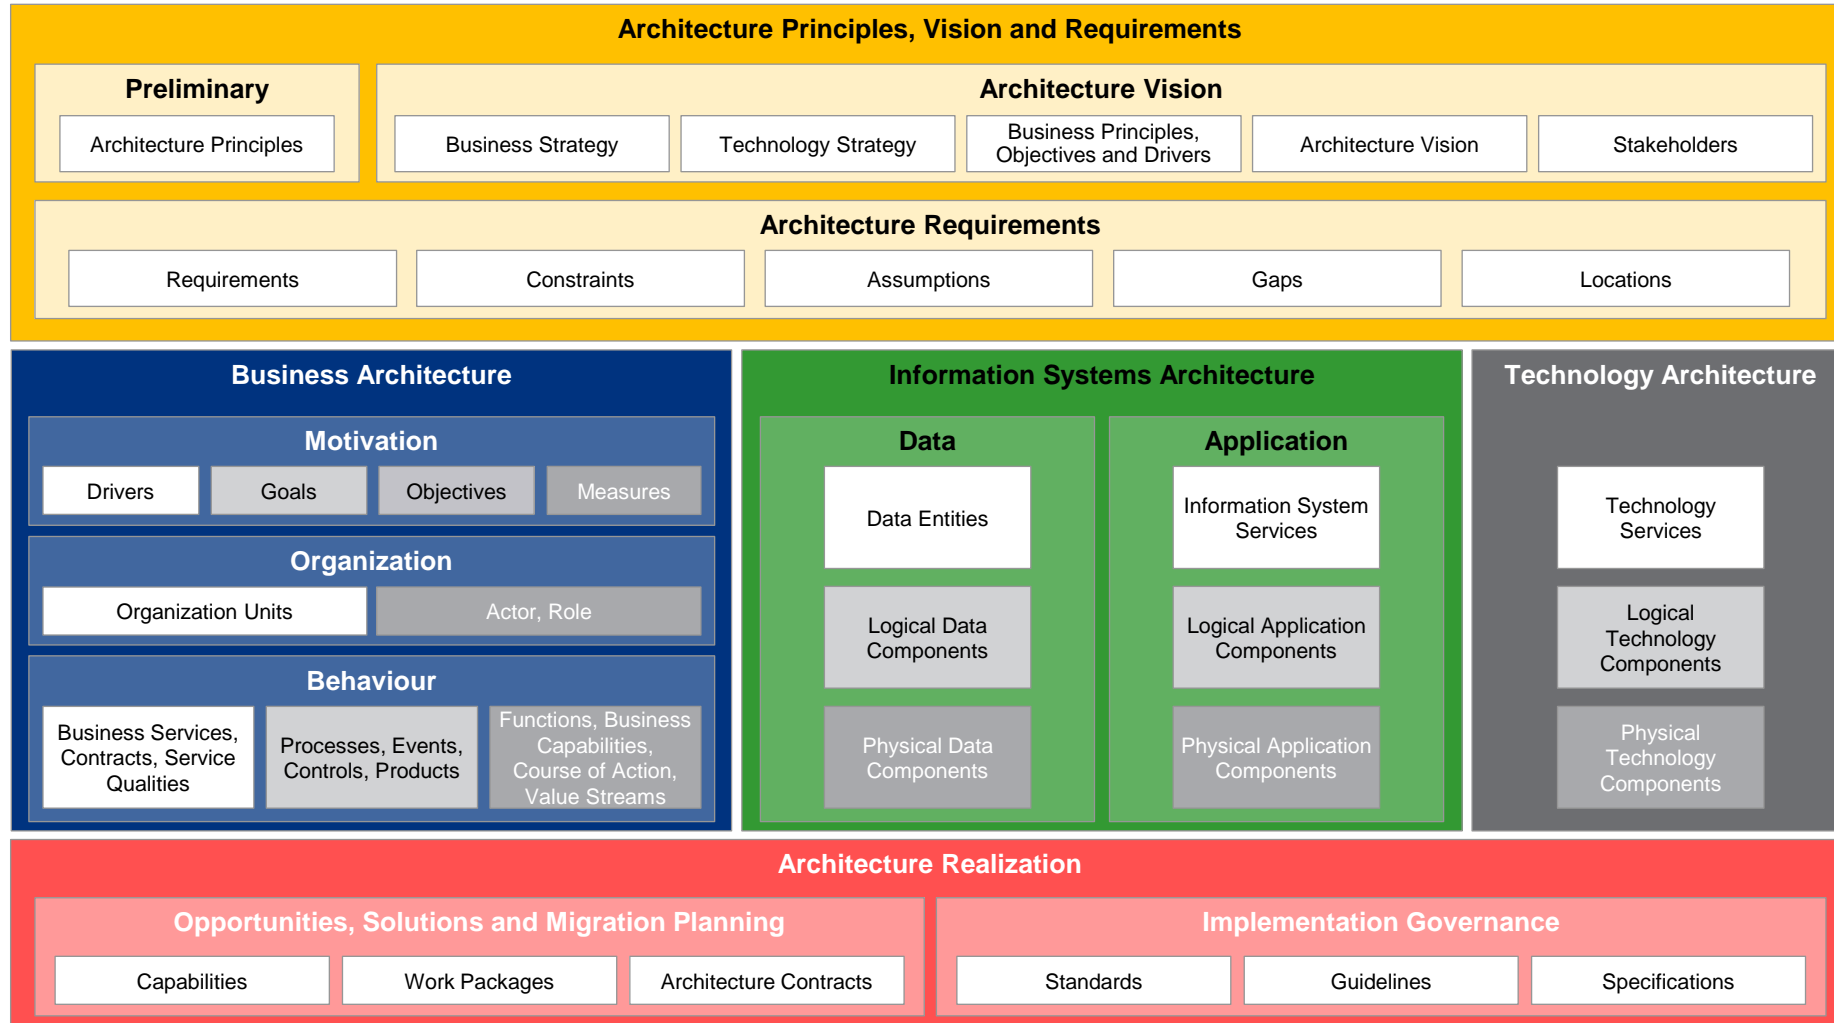 Architecture Principles, Vision and Requirements
Preliminary
Architecture Principles
Architecture Vision
Business Strategy
Technology Strategy
Business Principles,
Objectives and Drivers
Architecture Vision
Stakeholders
Architecture Requirements
Requirements
Constraints
Assumptions
Gaps
Locations
Business Architecture
Motivation
Drivers
Goals
Objectives
Measures
Organization
Organization Units
Actor, Role
Behaviour
Business Services,
Contracts, Service
Qualities
Processes, Events,
Controls, Products
Functions, Business
Capabilities,
Course of Action,
Value Streams
Information Systems Architecture
Data
Data Entities
Logical Data
Components
Physical Data
Components
Application
Information System
Services
Logical Application
Components
Physical Application
Components
Technology Architecture
Technology
Services
Logical
Technology
Components
Physical
Technology
Components
Architecture Realization
Opportunities, Solutions and Migration Planning
Capabilities
Work Packages
Architecture Contracts
Implementation Governance
Standards
Guidelines
Specifications